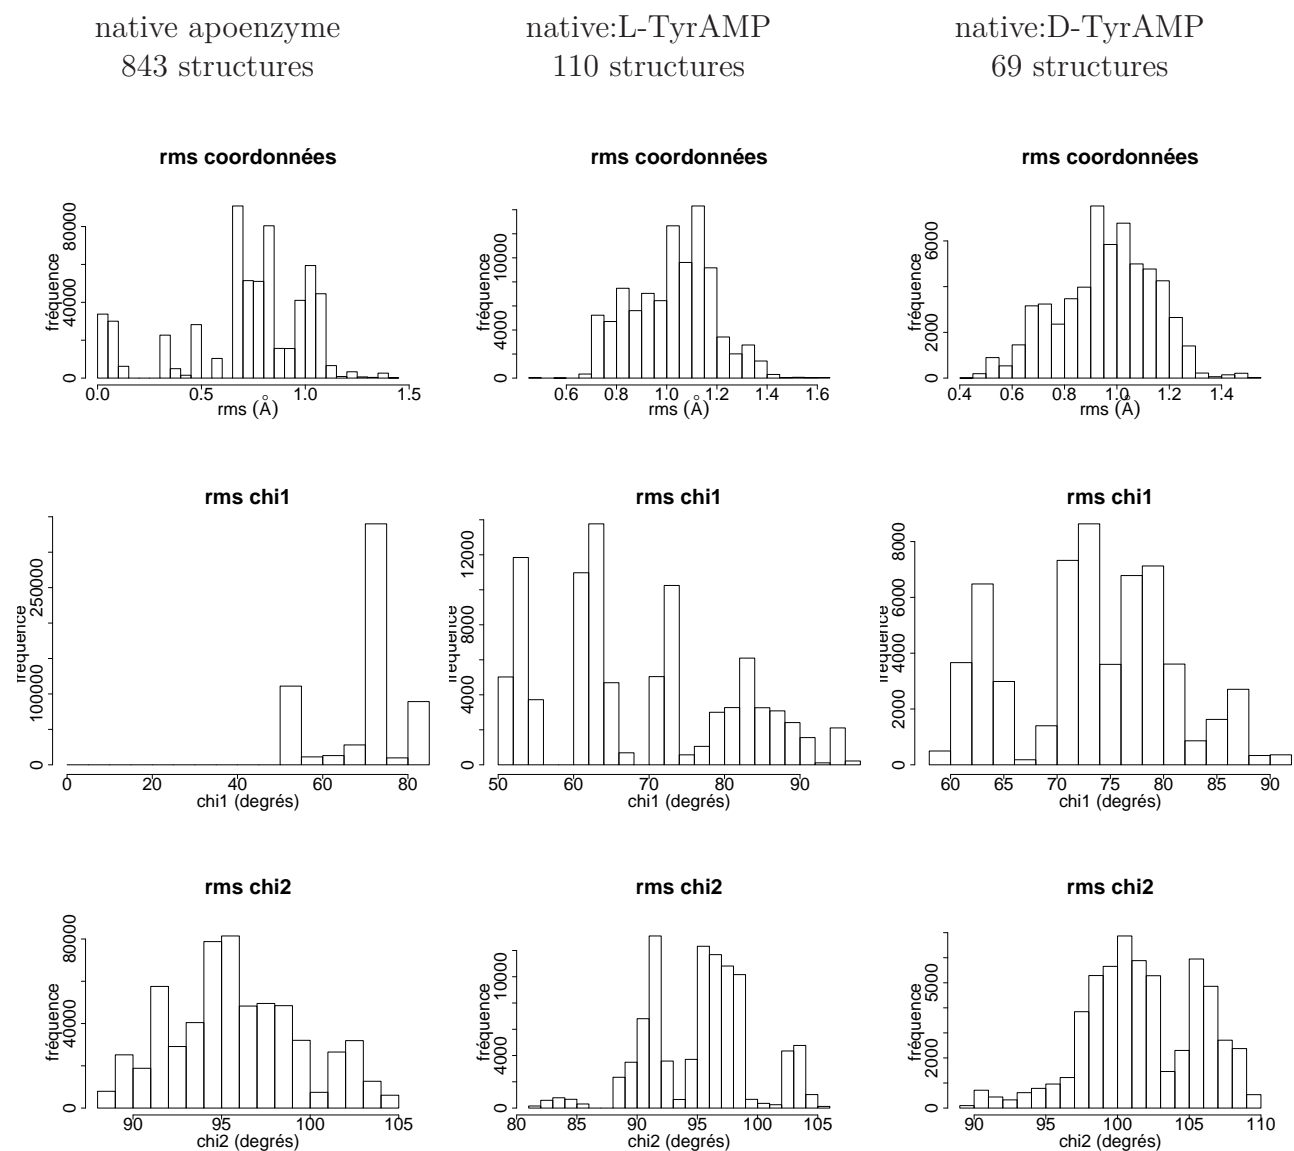 native apoenzyme native:L-TyrAMP native:D-TyrAMP
843 structures 110 structures 69 structures
rms coordonnées rms coordonnées rms coordonnées
fréquence
0 40000 80000
0.0 0.5 1.0 1.5
rms (Å)
fréquence
0 4000 10000
0.6 0.8 1.0 1.2 1.4 1.6
rms (Å)
fréquence
0 2000 6000
0.4 0.6 0.8 1.0 1.2 1.4
rms (Å)
rms chi1 rms chi1 rms chi1
fréquence
0 100000 250000
0 20 40 60 80
chi1 (degrés)
fréquence
0 4000 8000 12000
50 60 70 80 90
chi1 (degrés)
fréquence
0 2000 4000 6000 8000
60 65 70 75 80 85 90
chi1 (degrés)
rms chi2 rms chi2 rms chi2
fréquence
0 40000 80000
90 95 100 105
chi2 (degrés)
fréquence
0 4000 10000
80 85 90 95 100 105
chi2 (degrés)
fréquence
0 2000 5000
90 95 100 105 110
chi2 (degrés)